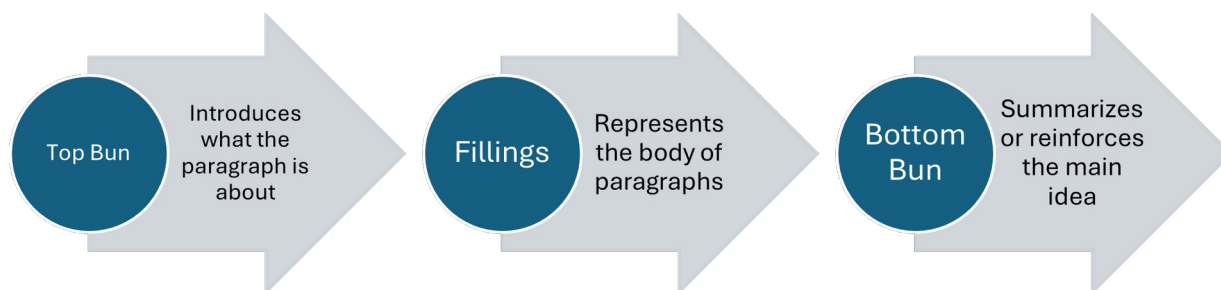 Top Bun
Introduces
what the
paragraph is
about
Fillings
Represents
the body of
paragraphs
Bottom
Bun
Summarizes
or reinforces
the main
idea